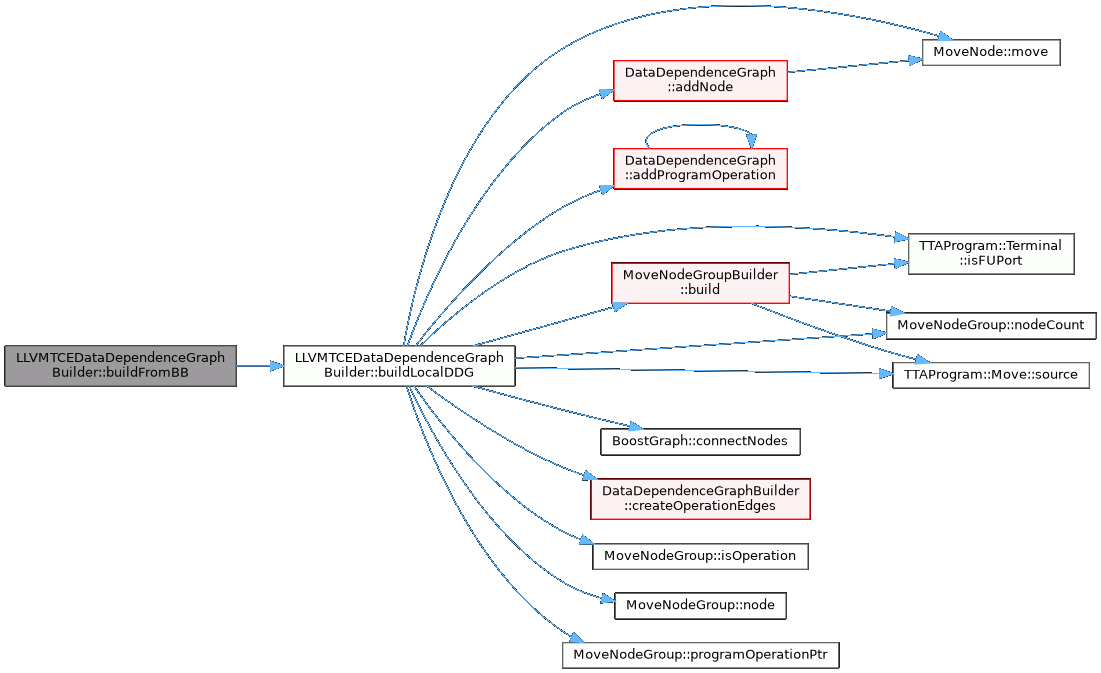 MoveNode::move
DataDependenceGraph
::addNode
DataDependenceGraph
::addProgramOperation
TTAProgram::Terminal
::isFUPort
MoveNodeGroupBuilder
::build
MoveNodeGroup::nodeCount
LLVMTCEDataDependenceGraph
Builder::buildFromBB
LLVMTCEDataDependenceGraph
Builder::buildLocalDDG
TTAProgram::Move::source
BoostGraph::connectNodes
DataDependenceGraphBuilder
::createOperationEdges
MoveNodeGroup::isOperation
MoveNodeGroup::node
MoveNodeGroup::programOperationPtr